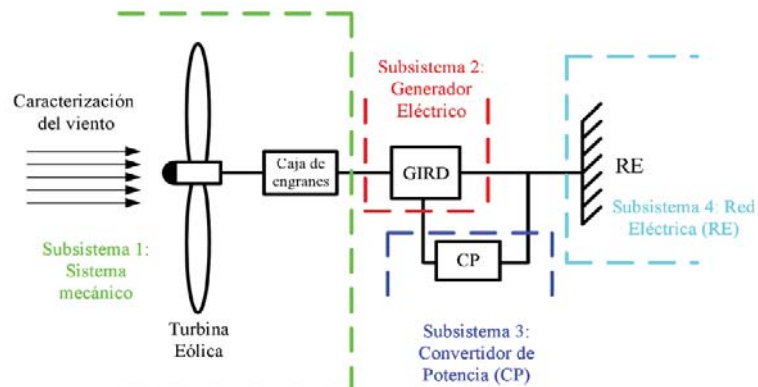 Caracterización
del viento
Subsistema 1:
Sistema
mecánico
Turbina
Eólica
Caja de
engranes
Subsistema 2:
Generador
Eléctrico
GIRD
CP
Subsistema 3:
Convertidor de
Potencia (CP)
RE
Subsistema 4: Red
Eléctrica (RE)